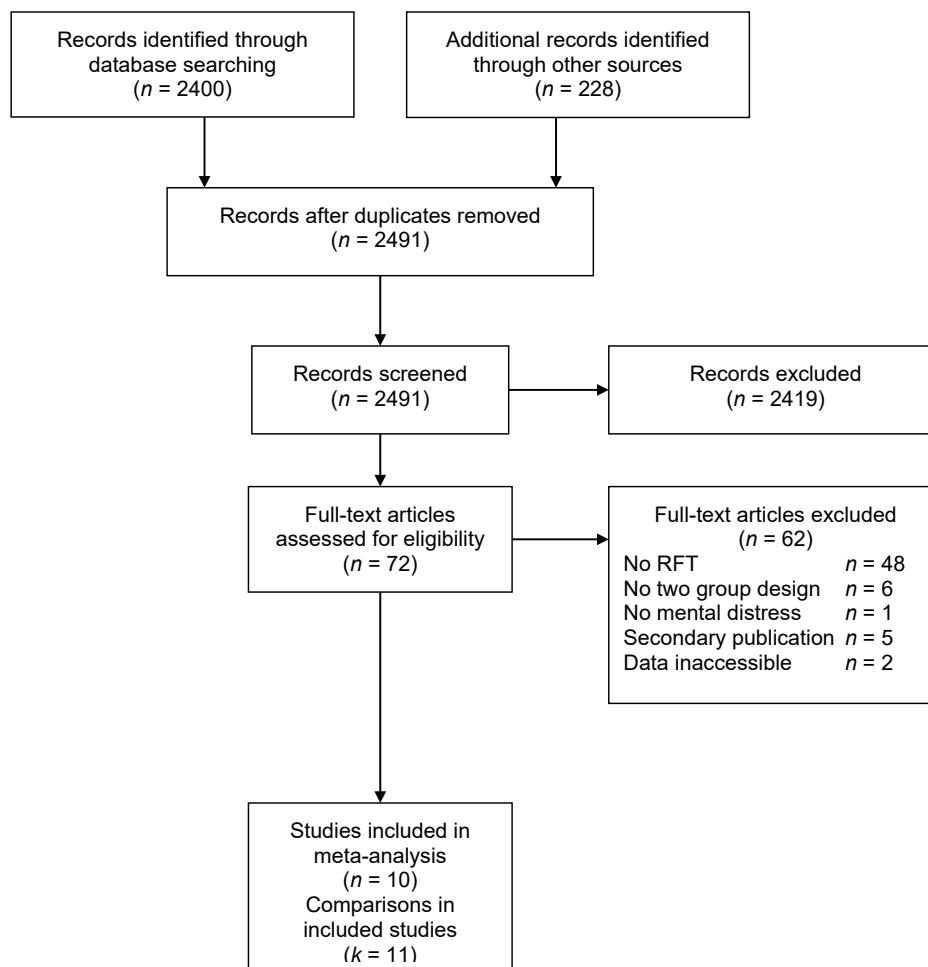 Records identified through
database searching
(n = 2400)
Additional records identified
through other sources
(n = 228)
Records after duplicates removed
(n = 2491)
Records screened
(n = 2491)
Records excluded
(n = 2419)
Full-text articles
assessed for eligibility
(n = 72)
Full-text articles excluded
(n = 62)
No RFT n = 48
No two group design n = 6
No mental distress n = 1
Secondary publication n = 5
Data inaccessible n = 2
Studies included in
meta-analysis
(n = 10)
Comparisons in
included studies
(k = 11)